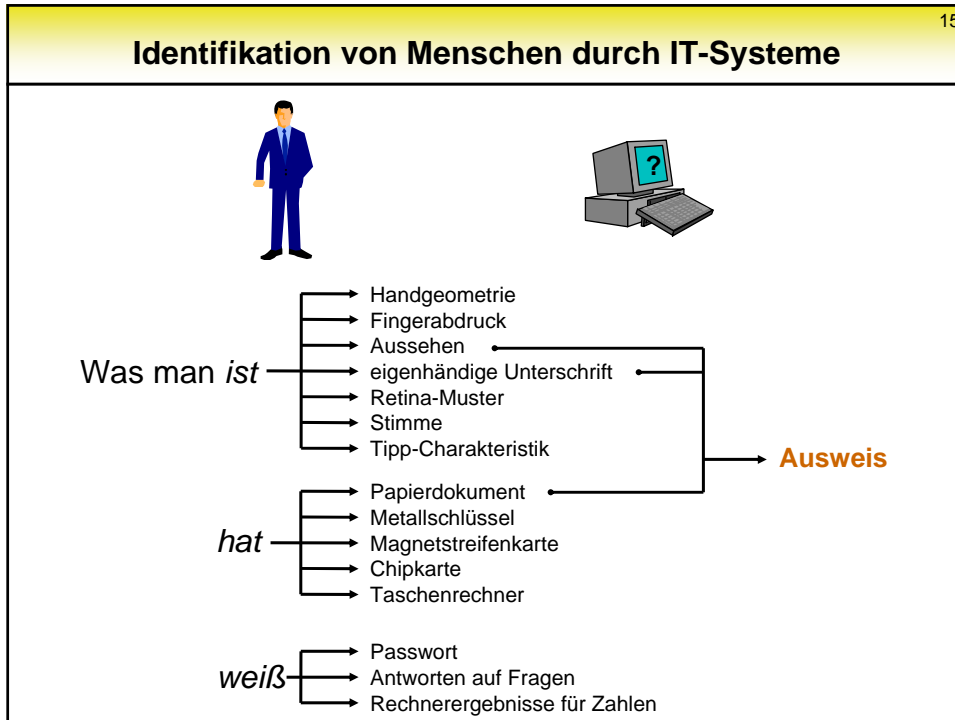 15
Identifikation von Menschen durch IT-Systeme
?
Was man ist
Handgeometrie
Fingerabdruck
Aussehen
eigenhändige Unterschrift
Retina-Muster
Stimme
Tipp-Charakteristik
hat
Papierdokument
Metallschlüssel
Magnetstreifenkarte
Chipkarte
Taschenrechner
weiß
Passwort
Antworten auf Fragen
Rechnerergebnisse für Zahlen
Ausweis